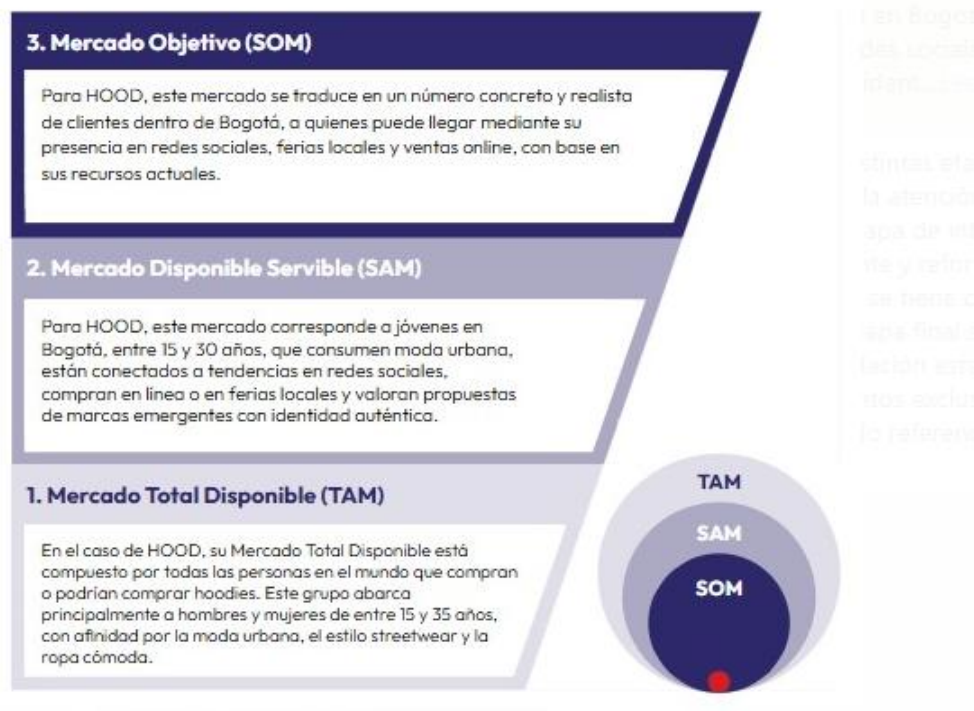 3. Mercado Objetivo (SOM)
Para HOOD, este mercado se traduce en un número concreto y realista
de clientes dentro de Bogotá, a quienes puede llegar mediante su
presencia en redes sociales, ferias locales y ventas online, con base en
sus recursos actuales.
2. Mercado Disponible Servible (SAM)
Para HOOD, este mercado corresponde a jóvenes en
Bogotá, entre 15 y 30 años, que consumen moda urbana,
están conectados a tendencias en redes sociales,
compran en línea o en ferias locales y valoran propuestas
de marcas emergentes con identidad auténtica.
1. Mercado Total Disponible (TAM)
En el caso de HOOD, su Mercado Total Disponible está
compuesto por todas las personas en el mundo que compran
o podrían comprar hoodies. Este grupo abarca
principalmente a hombres y mujeres de entre 15 y 35 años,
con afinidad por la moda urbana, el estilo streetwear y la
ropa cómoda.
TAM
SAM
SOM